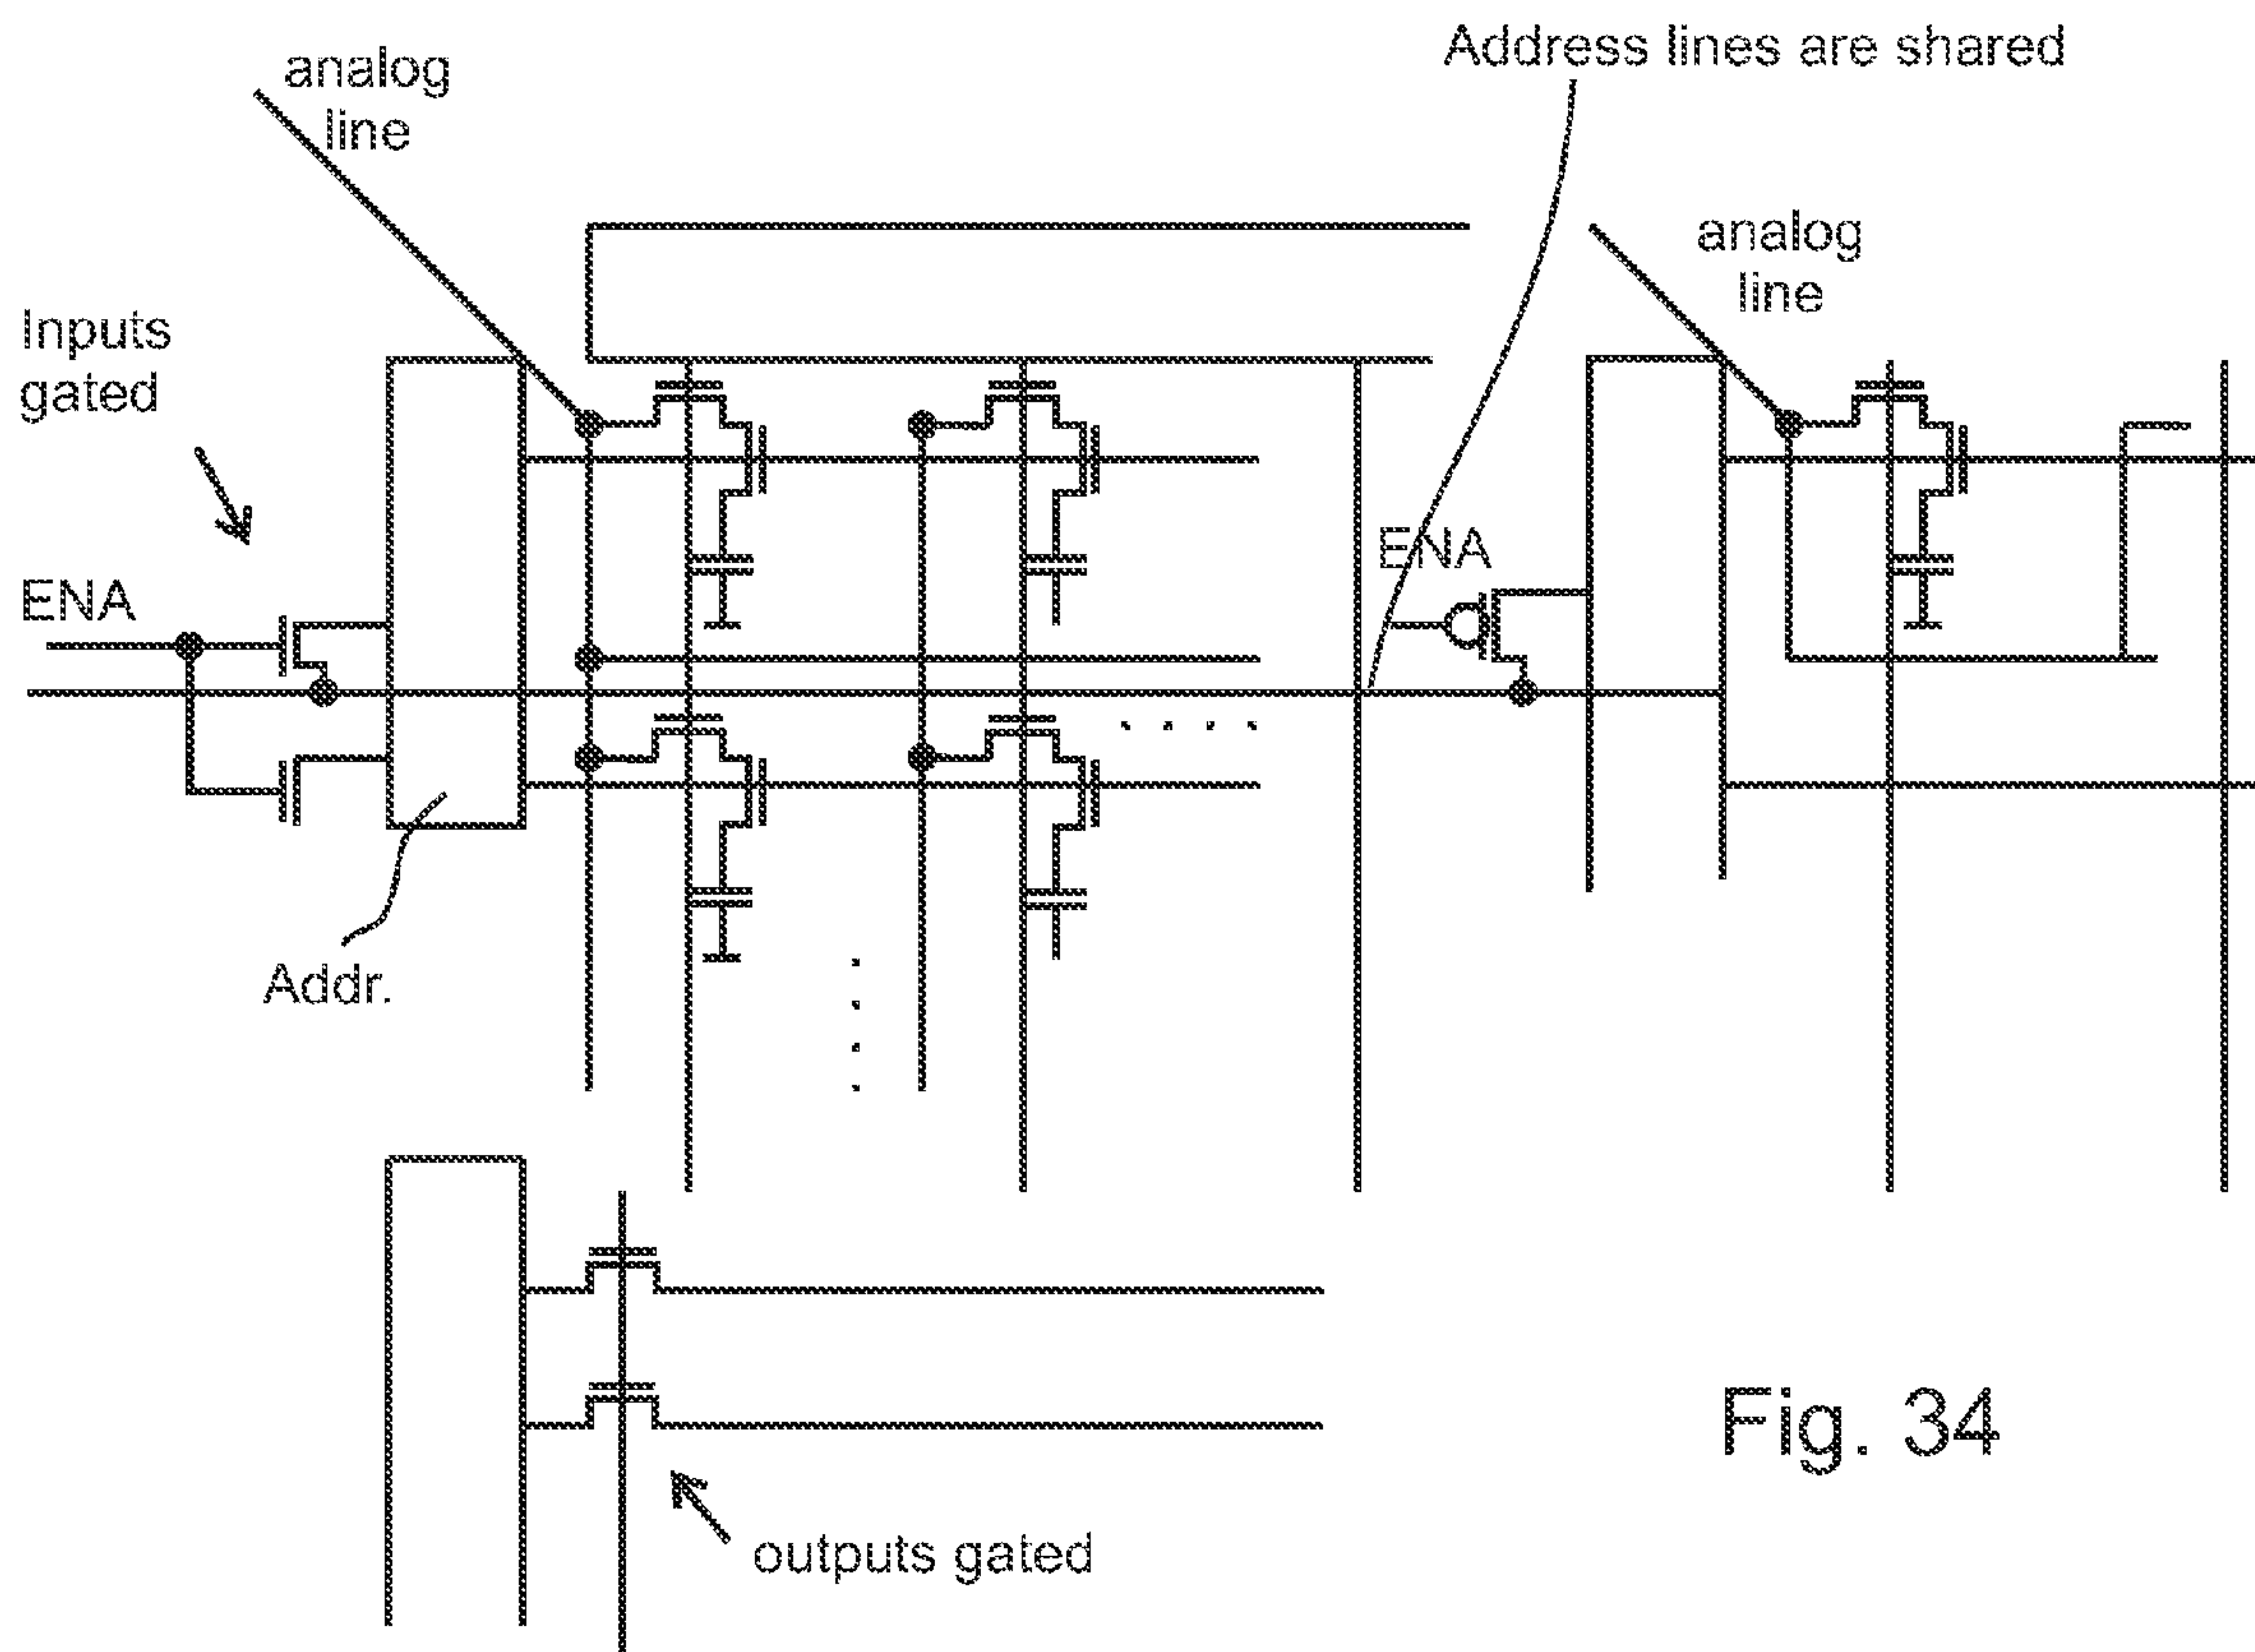 Address lines are shared
analog
line
analog
line
Inputs
gated
ENA
ENA
Addr.
Fig. 34
outputs gated